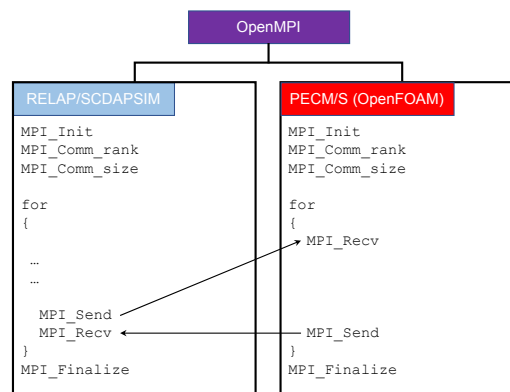 OpenMPI
RELAP/SCDAPSIM
MPI_Init
MPI_Comm_rank
MPI_Comm_size
for
{
…
…
MPI_Send
MPI_Recv
}
MPI_Finalize
PECM/S (OpenFOAM)
MPI_Init
MPI_Comm_rank
MPI_Comm_size
for
{
MPI_Recv
MPI_Send
}
MPI_Finalize